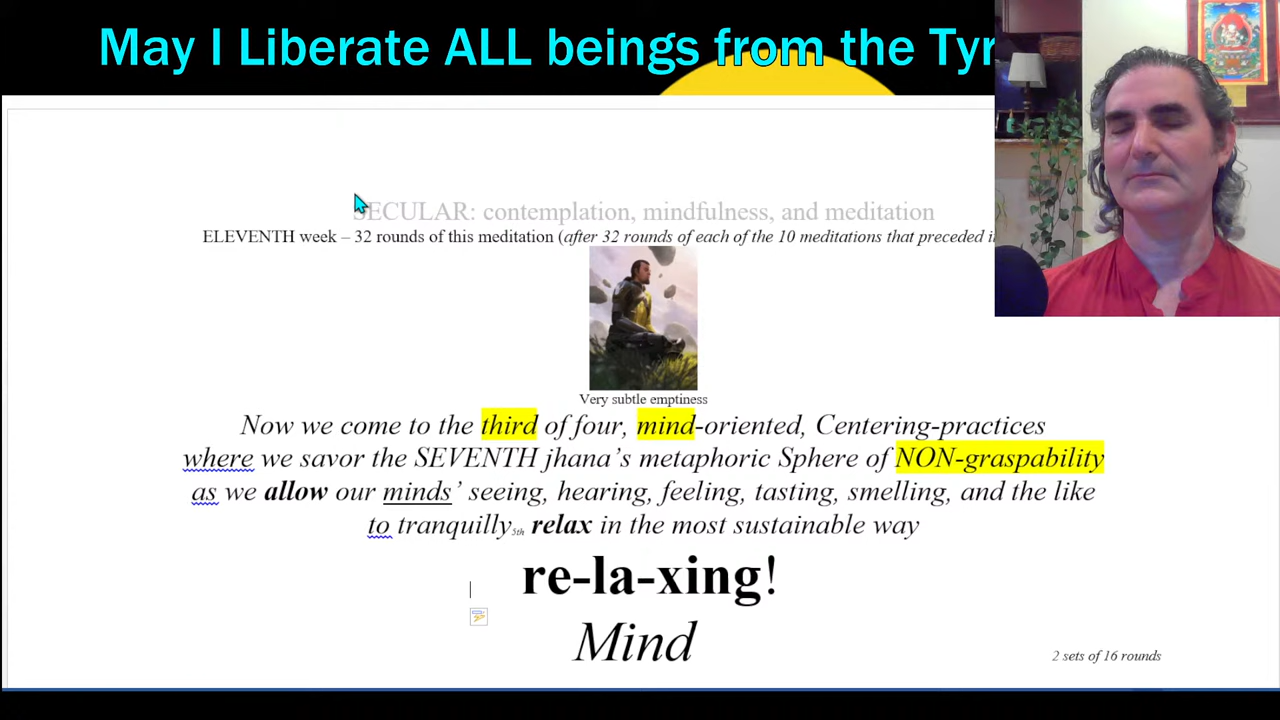 May I Liberate ALL beings from the Tyr
SECULAR: contemplation, mindfulness, and meditation
ELEVENTH week – 32 rounds of this meditation (after 32 rounds of each of the 10 meditations that preceded i
Very subtle emptiness
Now we come to the third of four, mind-oriented, Centering-practices
where we savor the SEVENTH jhana's metaphoric Sphere of NON-graspability
as we allow our minds' seeing, hearing, feeling, tasting, smelling, and the like
to tranquilly 5th relax in the most sustainable way
re-la-xing!
Mind
2 sets of 16 rounds